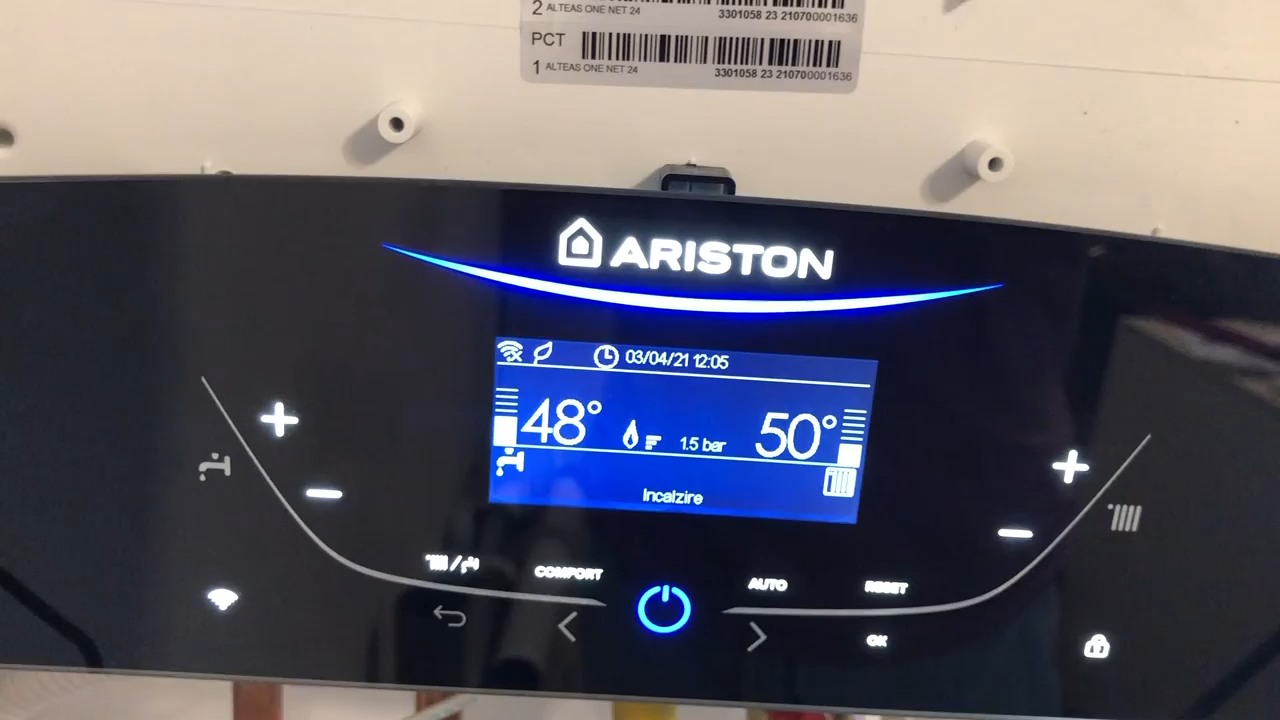 2 ALTEAS ONE NET 24
3301058 23 210700001636
PCT
1 ALTEAS ONE NET 24
3301058 23 210700001636
ARISTON
03/04/21 12:05
48° 1.5 bar 50°
Incalzire
COMFORT AUTO RESET
OK